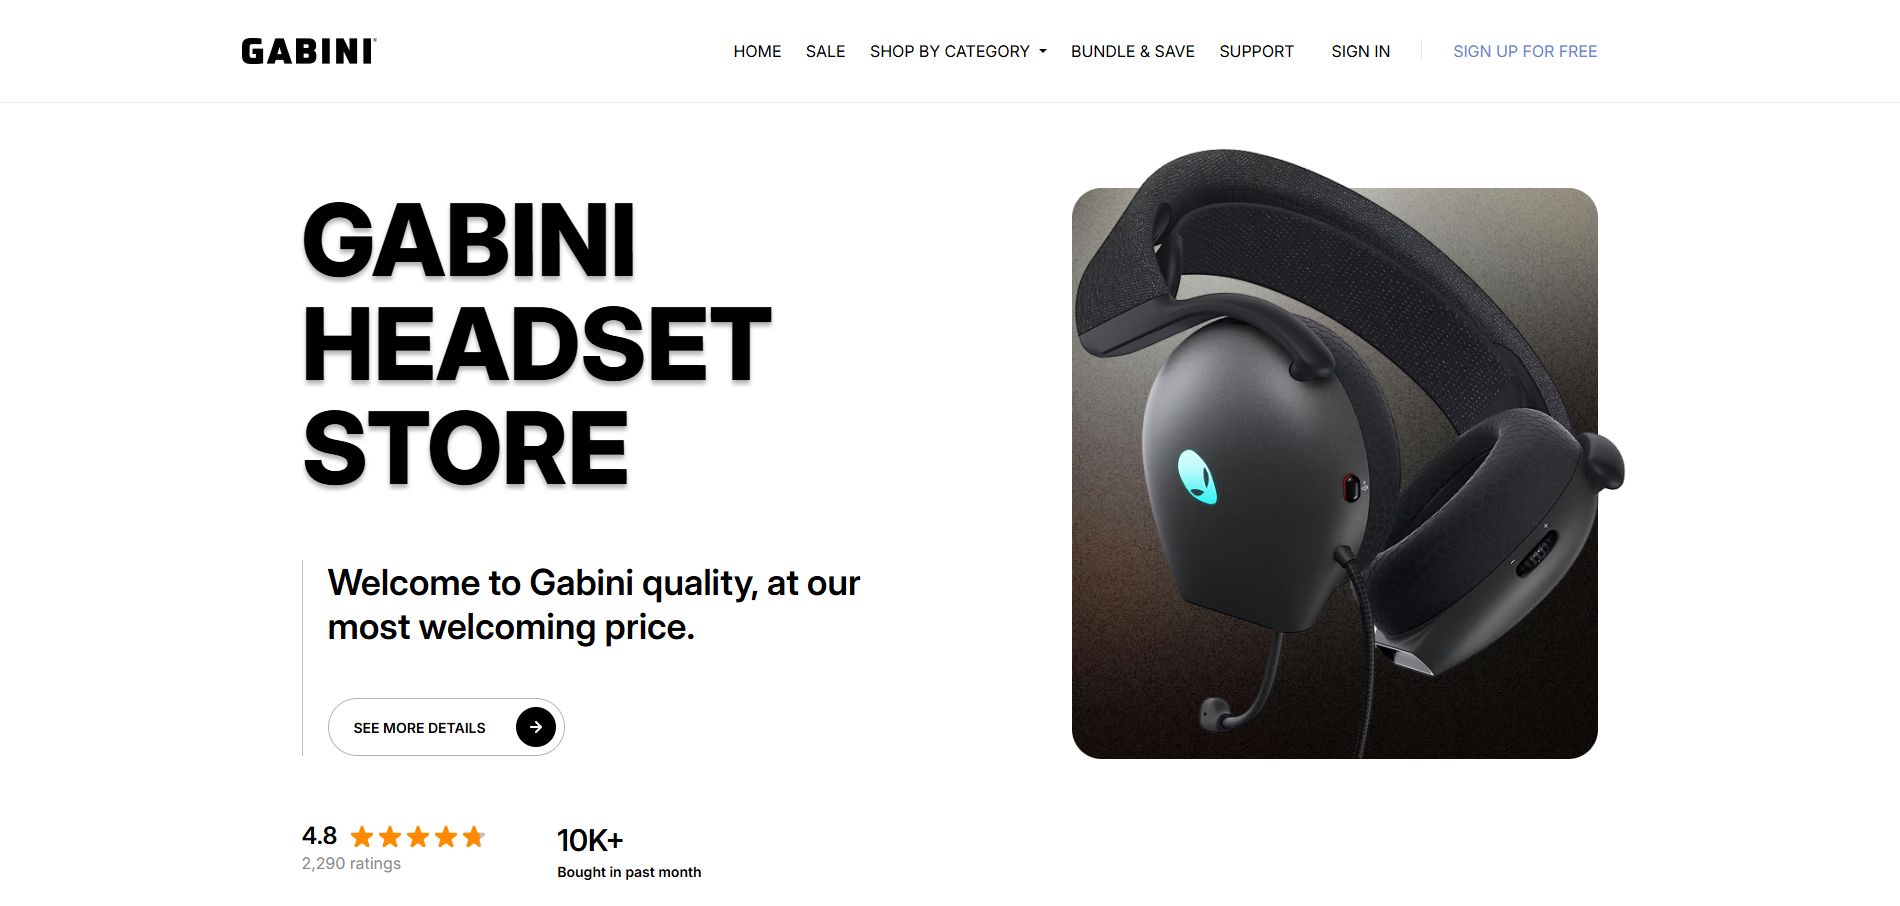 GABINI
HOME SALE SHOP BY CATEGORY BUNDLE & SAVE SUPPORT SIGN IN SIGN UP FOR FREE
GABINI
HEADSET
STORE
Welcome to Gabini quality, at our
most welcoming price.
SEE MORE DETAILS
4.8
2,290 ratings
10K+
Bought in past month